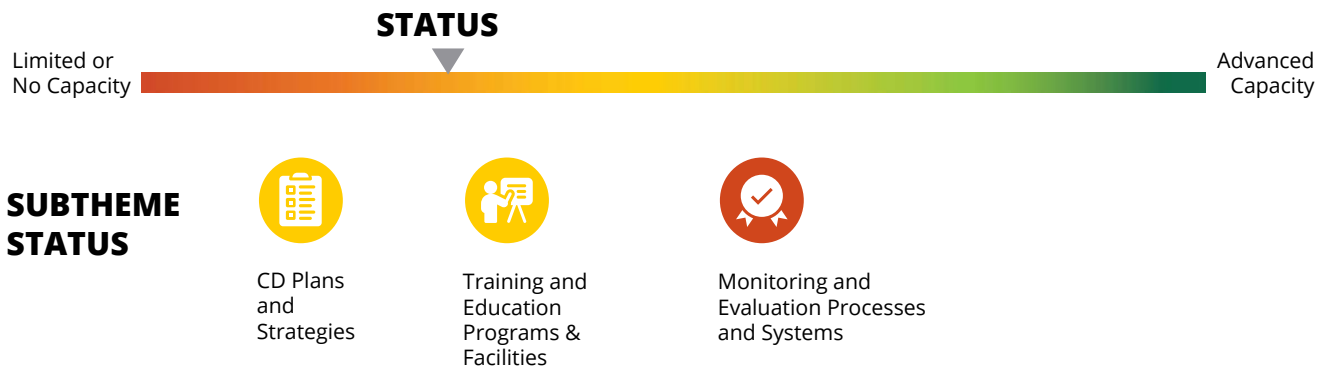 STATUS
Limited or
No Capacity
Advanced
Capacity
SUBTHEME
STATUS
CD Plans
and
Strategies
Training and
Education
Programs &
Facilities
Monitoring and
Evaluation Processes
and Systems